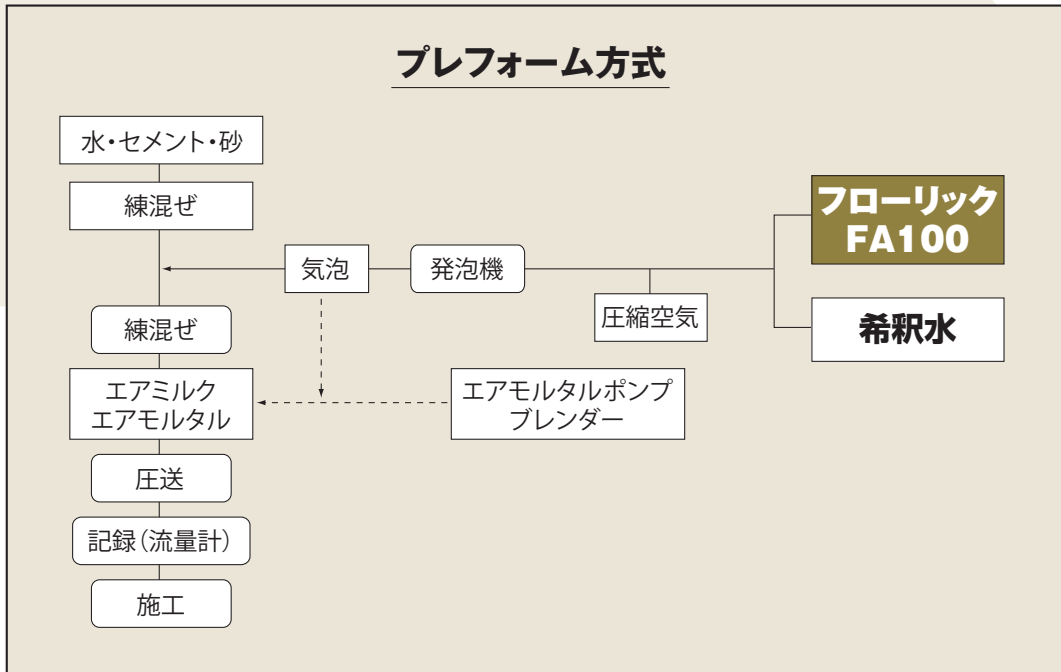 プレフォーム方式
水・セメント・砂
練混ぜ
フローリック
FA100
気泡
発泡機
圧縮空気
希釈水
練混ぜ
エアミルク
エアモルタル
エアモルタルポンプ
ブレンダー
圧送
記録(流量計)
施工